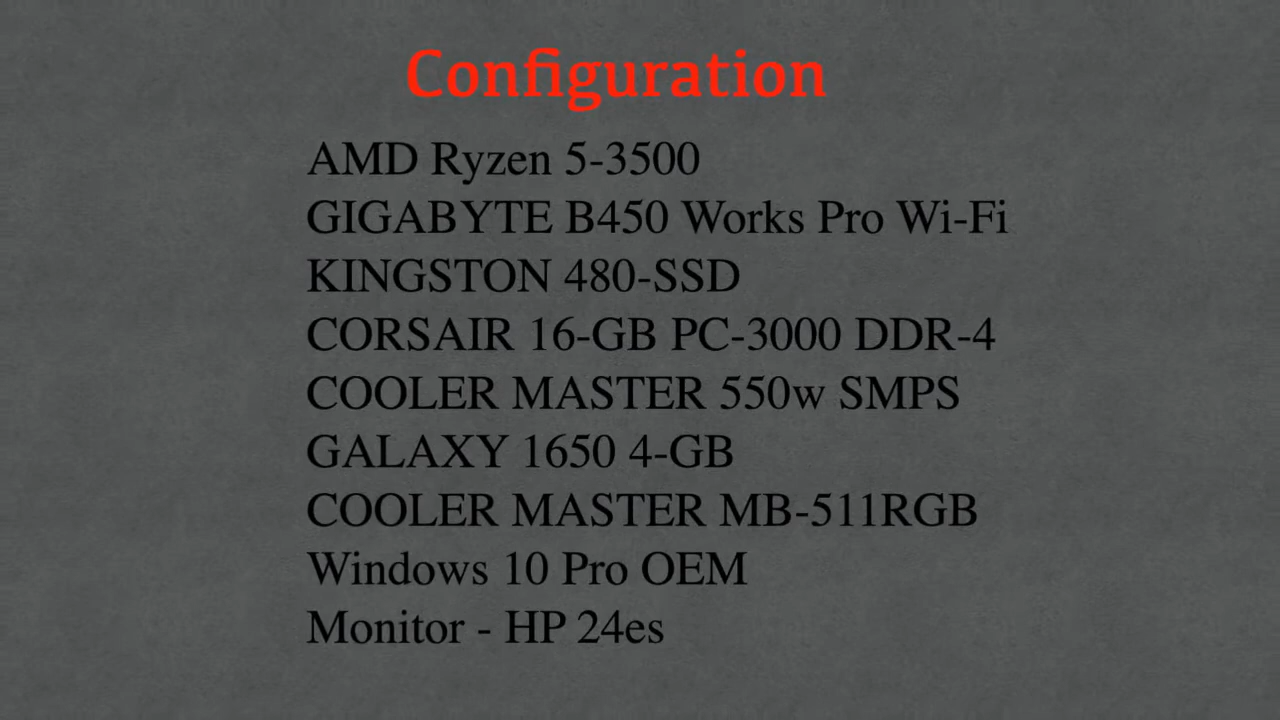 Configuration
AMD Ryzen 5-3500
GIGABYTE B450 Works Pro Wi-Fi
KINGSTON 480-SSD
CORSAIR 16-GB PC-3000 DDR-4
COOLER MASTER 550w SMPS
GALAXY 1650 4-GB
COOLER MASTER MB-511RGB
Windows 10 Pro OEM
Monitor - HP 24es